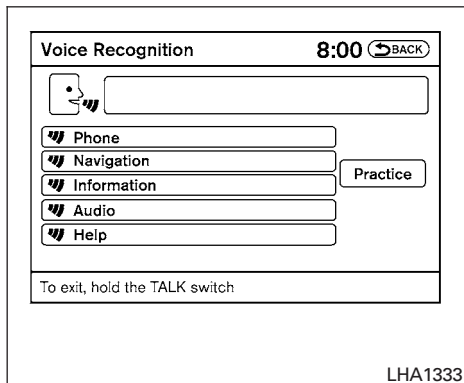 Voice Recognition 8:00 BACK
Phone
Navigation
Information
Practice
Audio
Help
To exit, hold the TALK switch
LHA1333